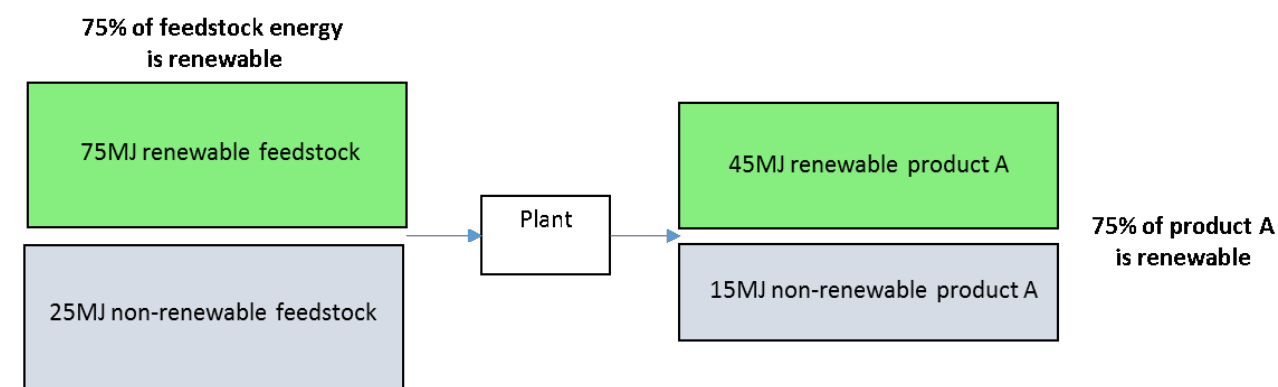 75% of feedstock energy
is renewable
75MJ renewable feedstock
25MJ non-renewable feedstock
Plant
45MJ renewable product A
15MJ non-renewable product A
75% of product A
is renewable